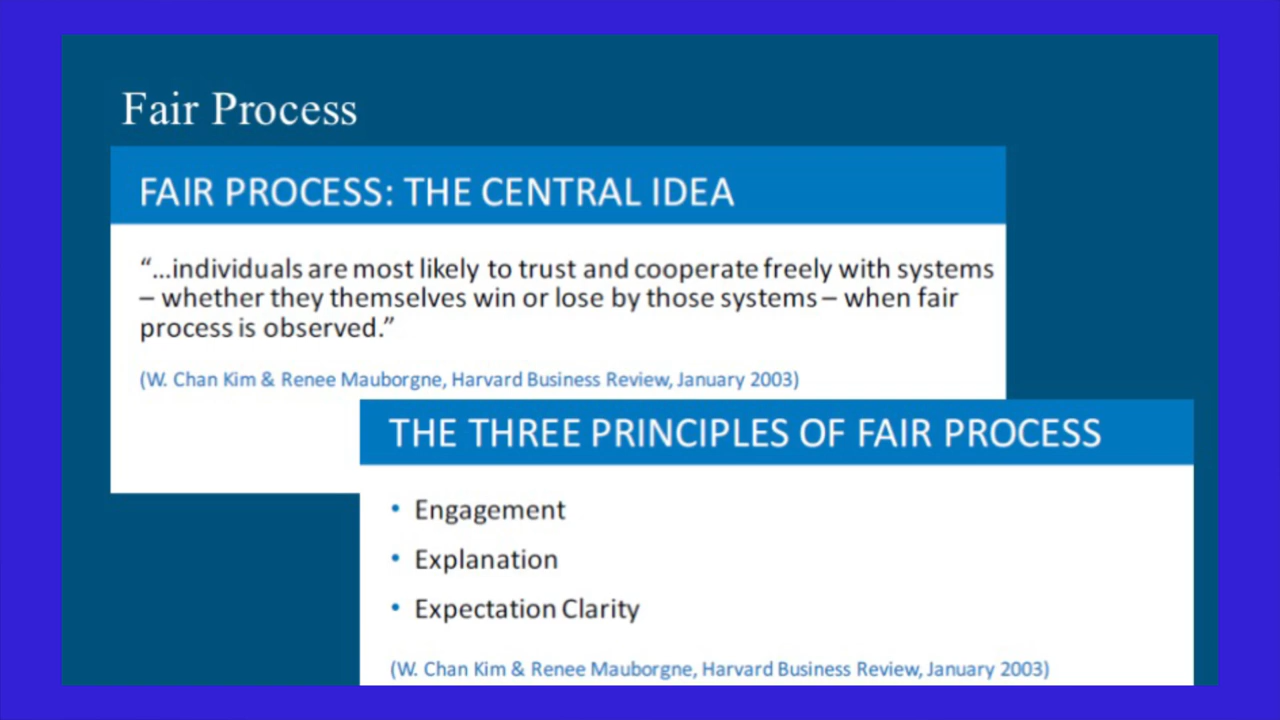 Fair Process
FAIR PROCESS: THE CENTRAL IDEA
“…individuals are most likely to trust and cooperate freely with systems
– whether they themselves win or lose by those systems – when fair
process is observed.”
(W. Chan Kim & Renee Mauborgne, Harvard Business Review, January 2003)
THE THREE PRINCIPLES OF FAIR PROCESS
• Engagement
• Explanation
• Expectation Clarity
(W. Chan Kim & Renee Mauborgne, Harvard Business Review, January 2003)